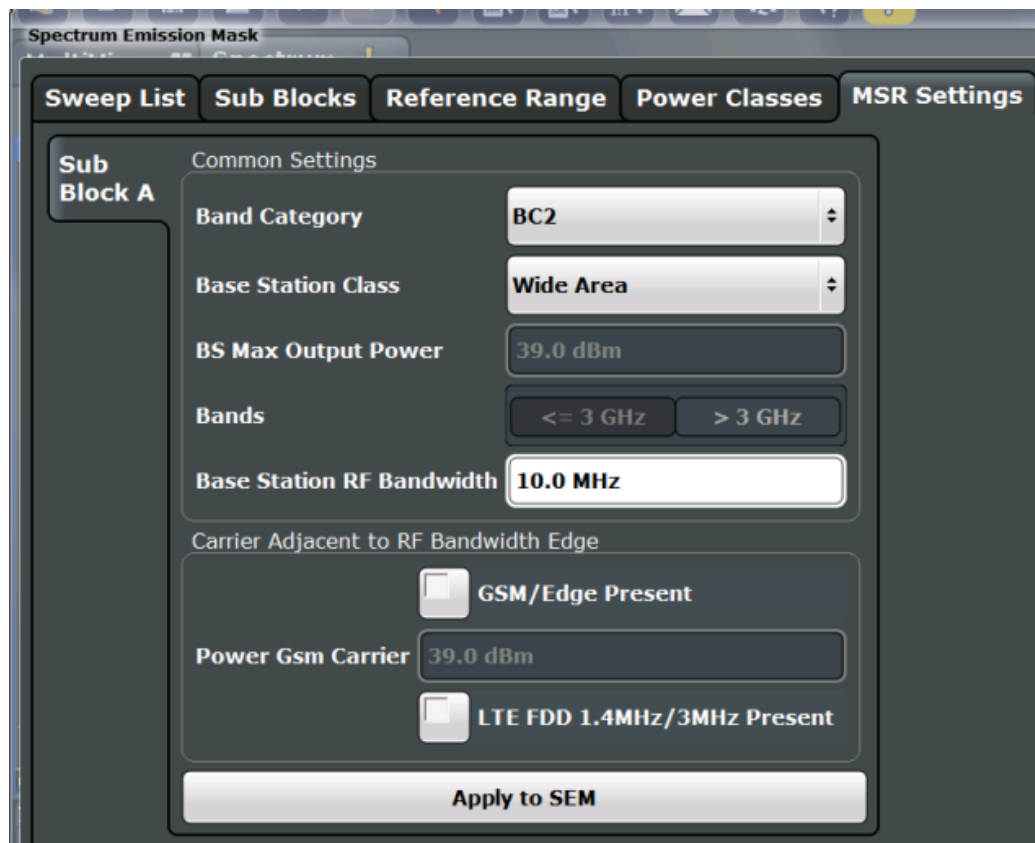 Spectrum Emission Mask
Sweep List Sub Blocks Reference Range Power Classes MSR Settings
Sub
Block A
Common Settings
Band Category BC2
Base Station Class Wide Area
BS Max Output Power 39.0 dBm
Bands <= 3 GHz > 3 GHz
Base Station RF Bandwidth 10.0 MHz
Carrier Adjacent to RF Bandwidth Edge
GSM/Edge Present
Power Gsm Carrier 39.0 dBm
LTE FDD 1.4MHz/3MHz Present
Apply to SEM